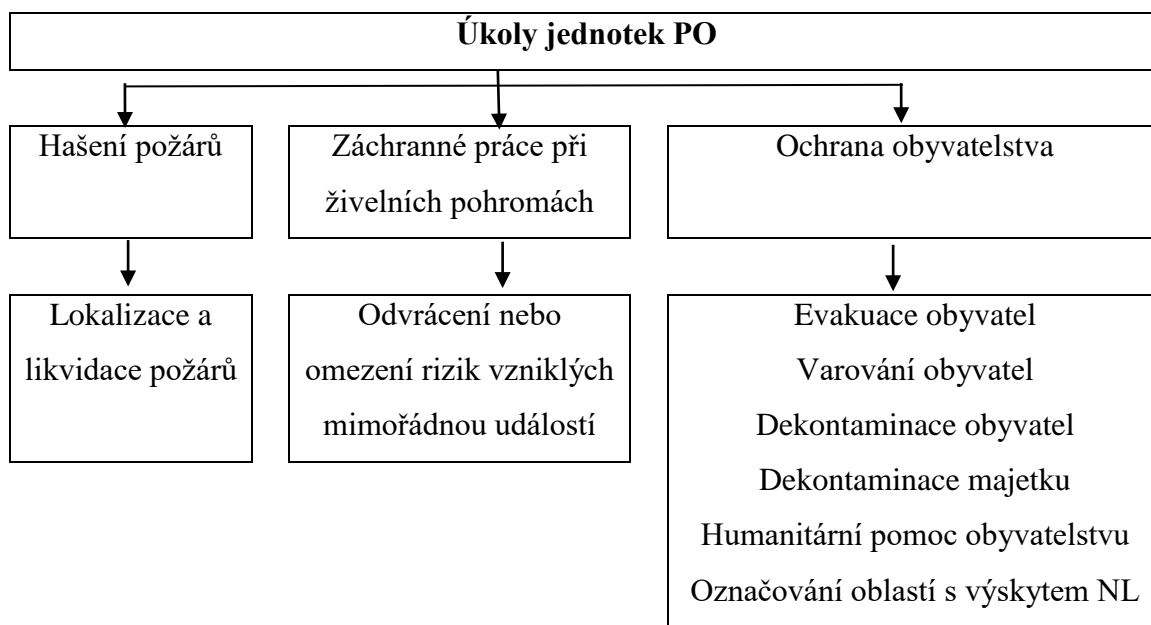 Úkoly jednotek PO
Hašení požárů
Záchranné práce při
živelních pohromách
Ochrana obyvatelstva
Lokalizace a
likvidace požárů
Odvrácení nebo
omezení rizik vzniklých
mimořádnou událostí
Evakuace obyvatel
Varování obyvatel
Dekontaminace obyvatel
Dekontaminace majetku
Humanitární pomoc obyvatelstvu
Označování oblastí s výskytem NL